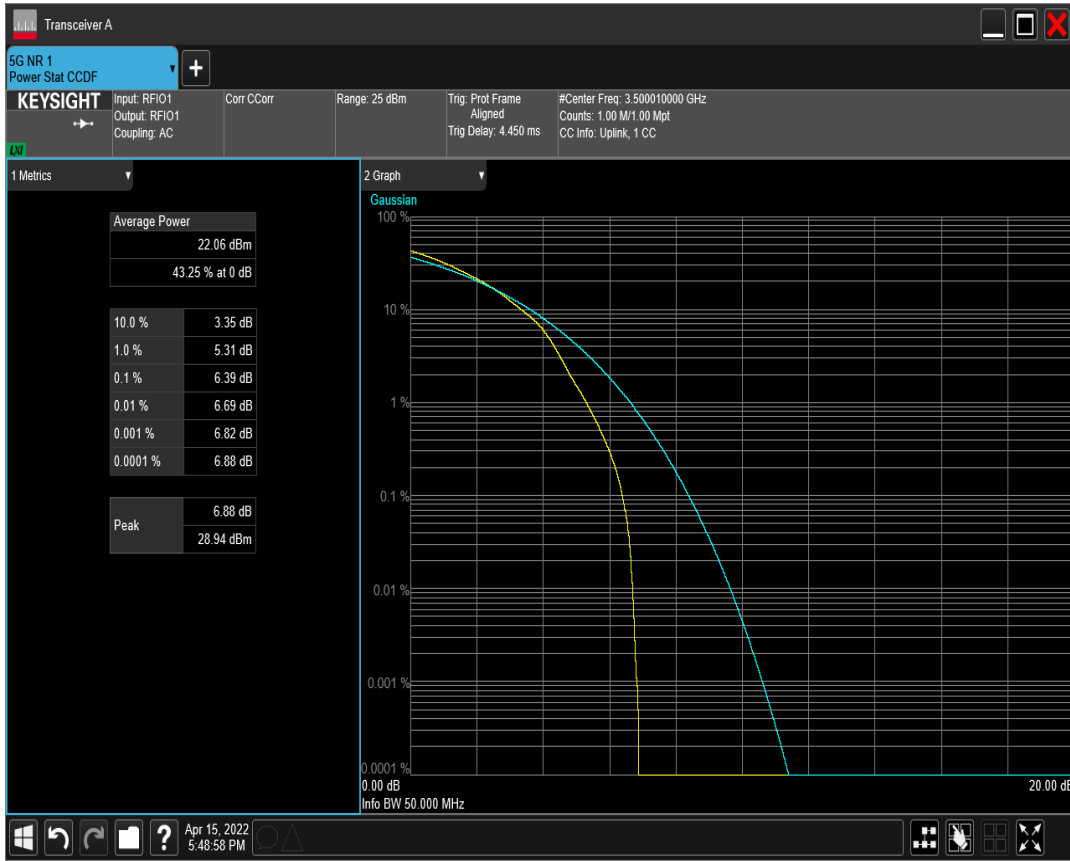 Transceiver A
5G NR 1
Power Stat CCDF
KEYSIGHT
LXI
Input: RFIO1
Output: RFIO1
Coupling: AC
Corr CCorr
Range: 25 dBm
Trig: Prot Frame
Aligned
Trig Delay: 4.450 ms
#Center Freq: 3.500010000 GHz
Counts: 1.00 M/1.00 Mpt
CC Info: Uplink, 1 CC
1 Metrics
Average Power
22.06 dBm
43.25 % at 0 dB
10.0 % 3.35 dB
1.0 % 5.31 dB
0.1 % 6.39 dB
0.01 % 6.69 dB
0.001 % 6.82 dB
0.0001 % 6.88 dB
Peak
6.88 dB
28.94 dBm
2 Graph
Gaussian
100 %
10 %
1 %
0.1 %
0.01 %
0.001 %
0.0001 %
0.00 dB 20.00 dB
Info BW 50.000 MHz
?
Apr 15, 2022
5:48:58 PM